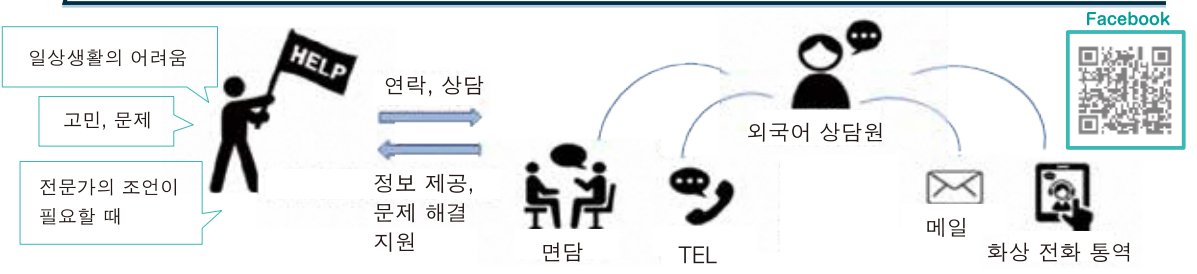 Facebook
일상생활의 어려움
HELP
고민, 문제
전문가의 조언이
필요할 때
연락, 상담
정보 제공,
문제 해결
지원
외국어 상담원
면담
TEL
메일
화상 전화 통역